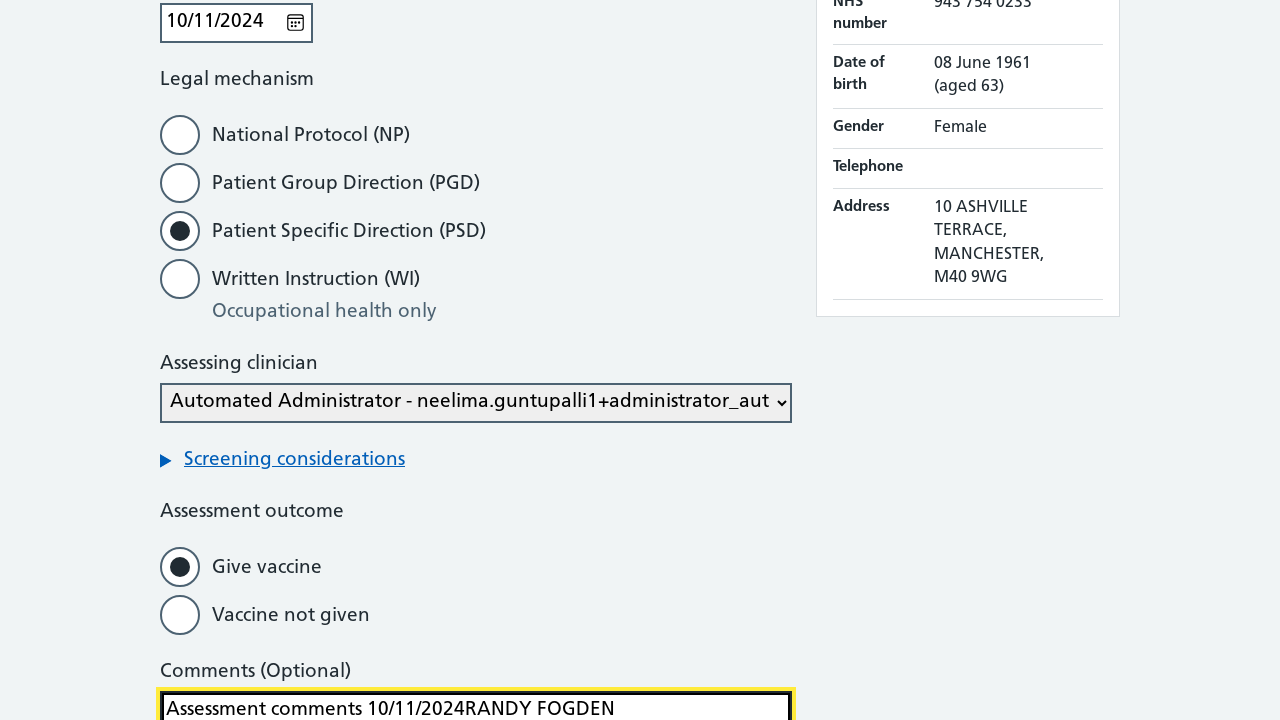 10/11/2024
Legal mechanism
National Protocol (NP)
Patient Group Direction (PGD)
Patient Specific Direction (PSD)
Written Instruction (WI)
Occupational health only
Assessing clinician
Automated Administrator - neelima.guntupalli1+administrator_aut
Screening considerations
Assessment outcome
Give vaccine
Vaccine not given
Comments (Optional)
Assessment comments 10/11/2024RANDY FOGDEN
NHS 943 754 0233
number
Date of 08 June 1961
birth (aged 63)
Gender Female
Telephone
Address 10 ASHVILLE
TERRACE,
MANCHESTER,
M40 9WG